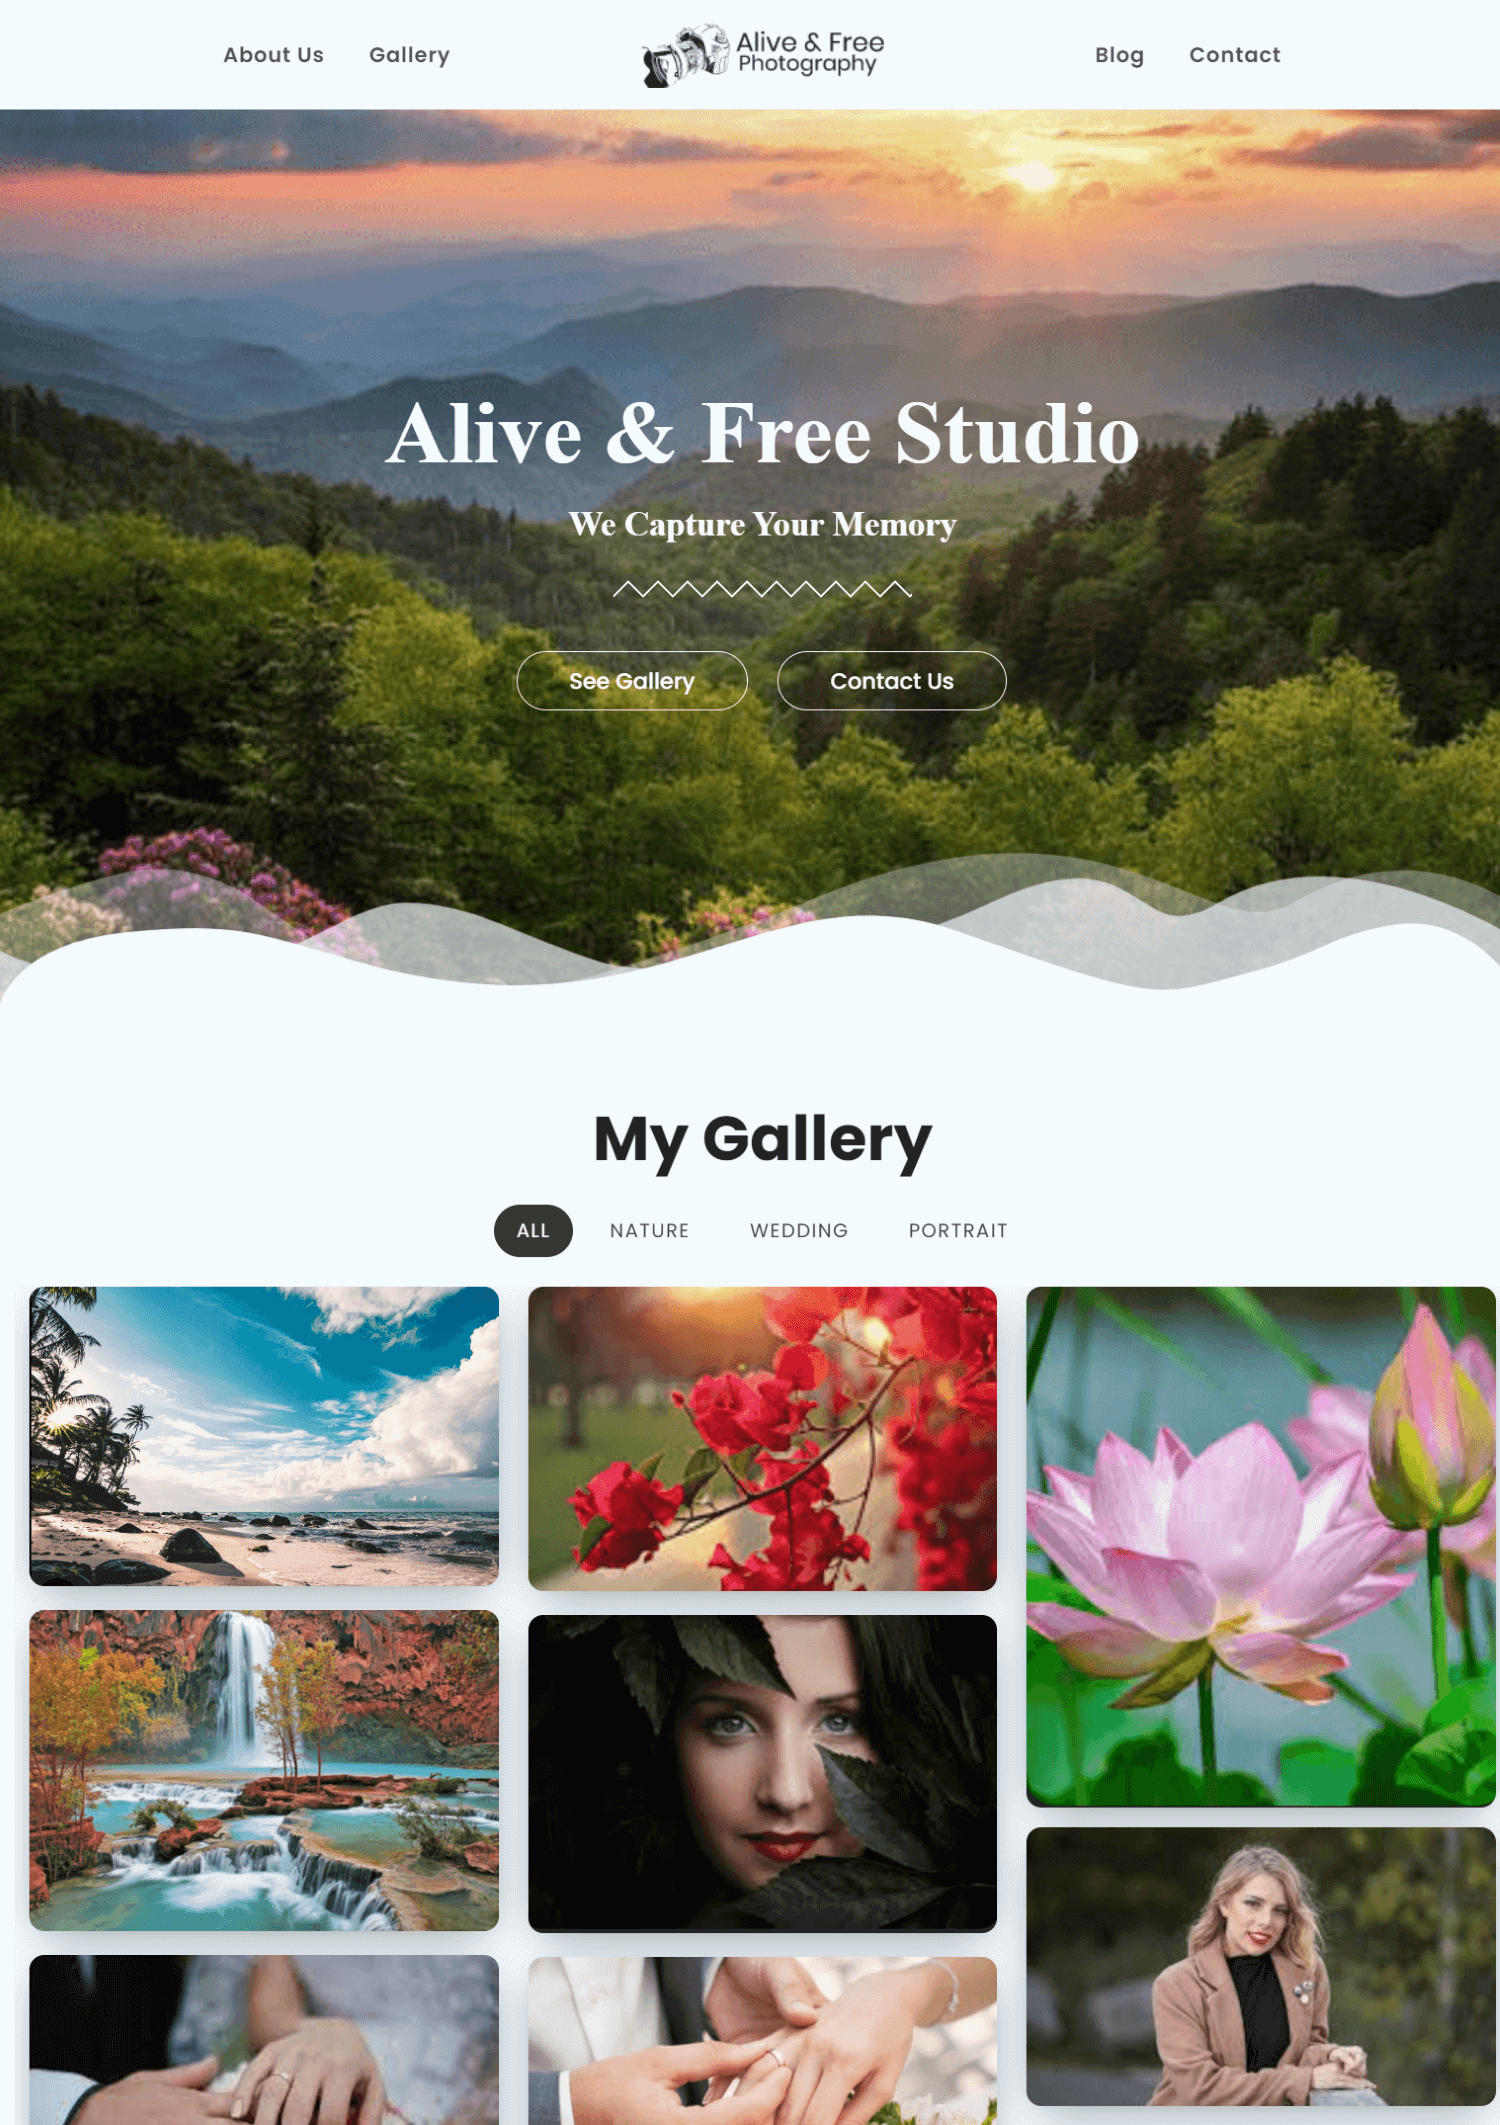 About Us
Gallery
Alive & Free
Photography
Blog
Contact
Alive & Free Studio
We Capture Your Memory
See Gallery
Contact Us
My Gallery
ALL
NATURE
WEDDING
PORTRAIT